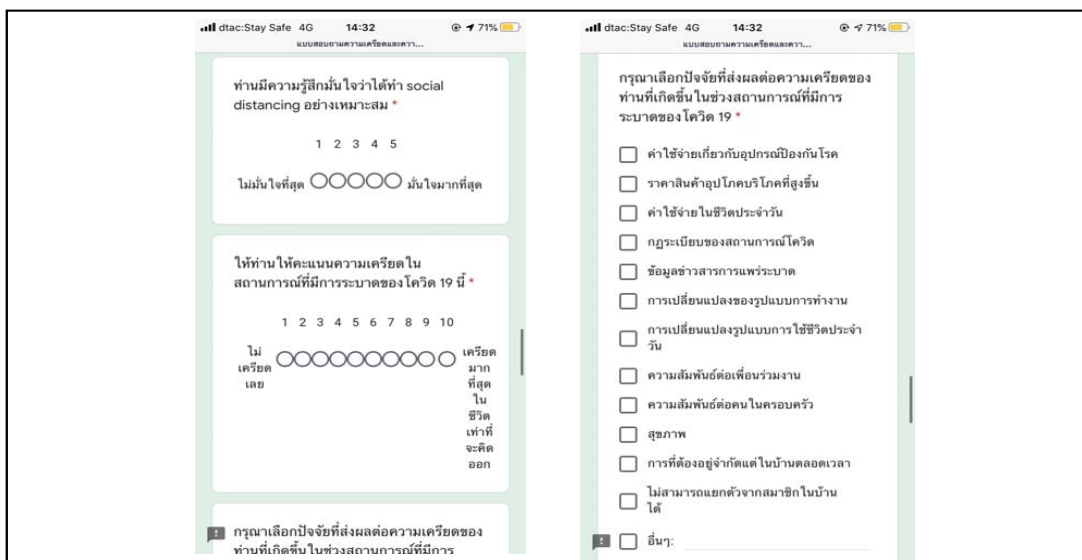 dtac:Stay Safe 4G 14:32 71%
แบบสอบถามความเครียดและควา...
ท่านมีความรู้สึกมั่นใจว่าได้ทำ social
distancing อย่างเหมาะสม *
1 2 3 4 5
ไม่มั่นใจที่สุด มั่นใจมากที่สุด
ให้ท่านให้คะแนนความเครียดใน
สถานการณ์ที่มีการระบาดของโควิด 19 นี้ *
1 2 3 4 5 6 7 8 9 10
ไม่
เครียด
เลย
เครียด
มาก
ที่สุด
ใน
ชีวิต
เท่าที่
จะคิด
ออก
กรุณาเลือกปัจจัยที่ส่งผลต่อความเครียดของ
ท่านที่เกิดขึ้นในช่วงสถานการณ์ที่มีการ
dtac:Stay Safe 4G 14:32 71%
แบบสอบถามความเครียดและควา...
กรุณาเลือกปัจจัยที่ส่งผลต่อความเครียดของ
ท่านที่เกิดขึ้นในช่วงสถานการณ์ที่มีการ
ระบาดของโควิด 19 *
ค่าใช้จ่ายเกี่ยวกับอุปกรณ์ป้องกันโรค
ราคาสินค้าอุปโภคบริโภคที่สูงขึ้น
ค่าใช้จ่ายในชีวิตประจำวัน
กฎระเบียบของสถานการณ์โควิด
ข้อมูลข่าวสารการแพร่ระบาด
การเปลี่ยนแปลงของรูปแบบการทำงาน
การเปลี่ยนแปลงรูปแบบการใช้ชีวิตประจำ
วัน
ความสัมพันธ์ต่อเพื่อนร่วมงาน
ความสัมพันธ์ต่อคนในครอบครัว
สุขภาพ
การที่ต้องอยู่จำกัดแต่ในบ้านตลอดเวลา
ไม่สามารถแยกตัวจากสมาชิกในบ้าน
ได้
อื่นๆ: